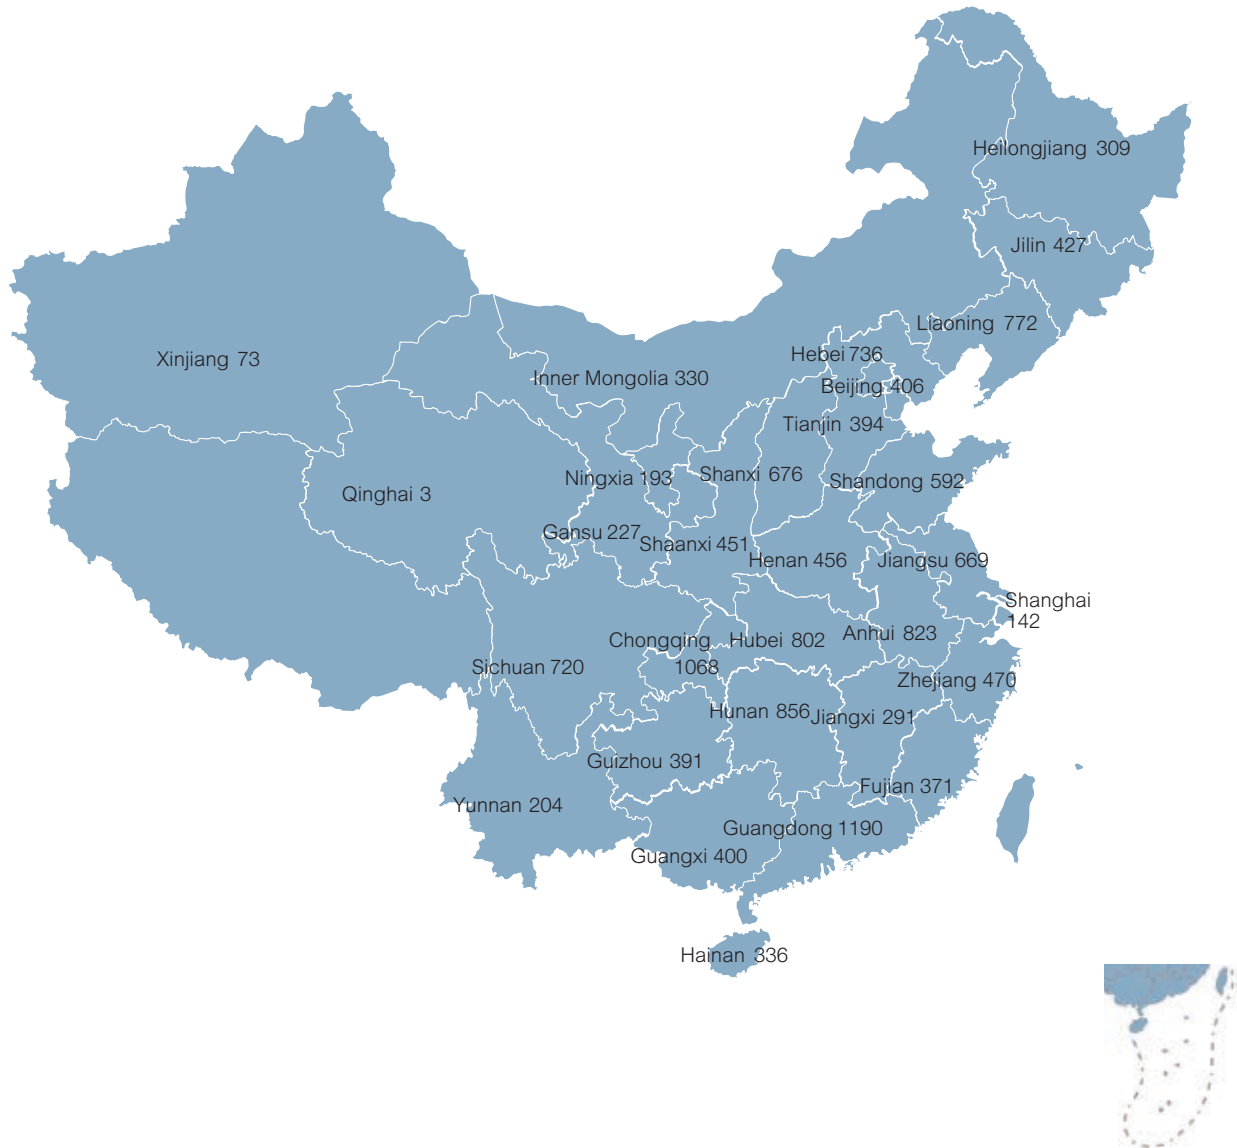 Heilongjiang 309
Jilin 427
Liaoning 772
Xinjiang 73
Hebei 736
Inner Mongolia 330
Beijing 406
Tianjin 394
Ningxia 193
Shanxi 676
Shandong 592
Qinghai 3
Gansu 227
Shaanxi 451
Henan 456
Jiangsu 669
Shanghai
142
Chongqing
1068
Hubei 802
Anhui 823
Sichuan 720
Zhejiang 470
Hunan 856
Jiangxi 291
Guizhou 391
Fujian 371
Yunnan 204
Guangdong 1190
Guangxi 400
Hainan 336